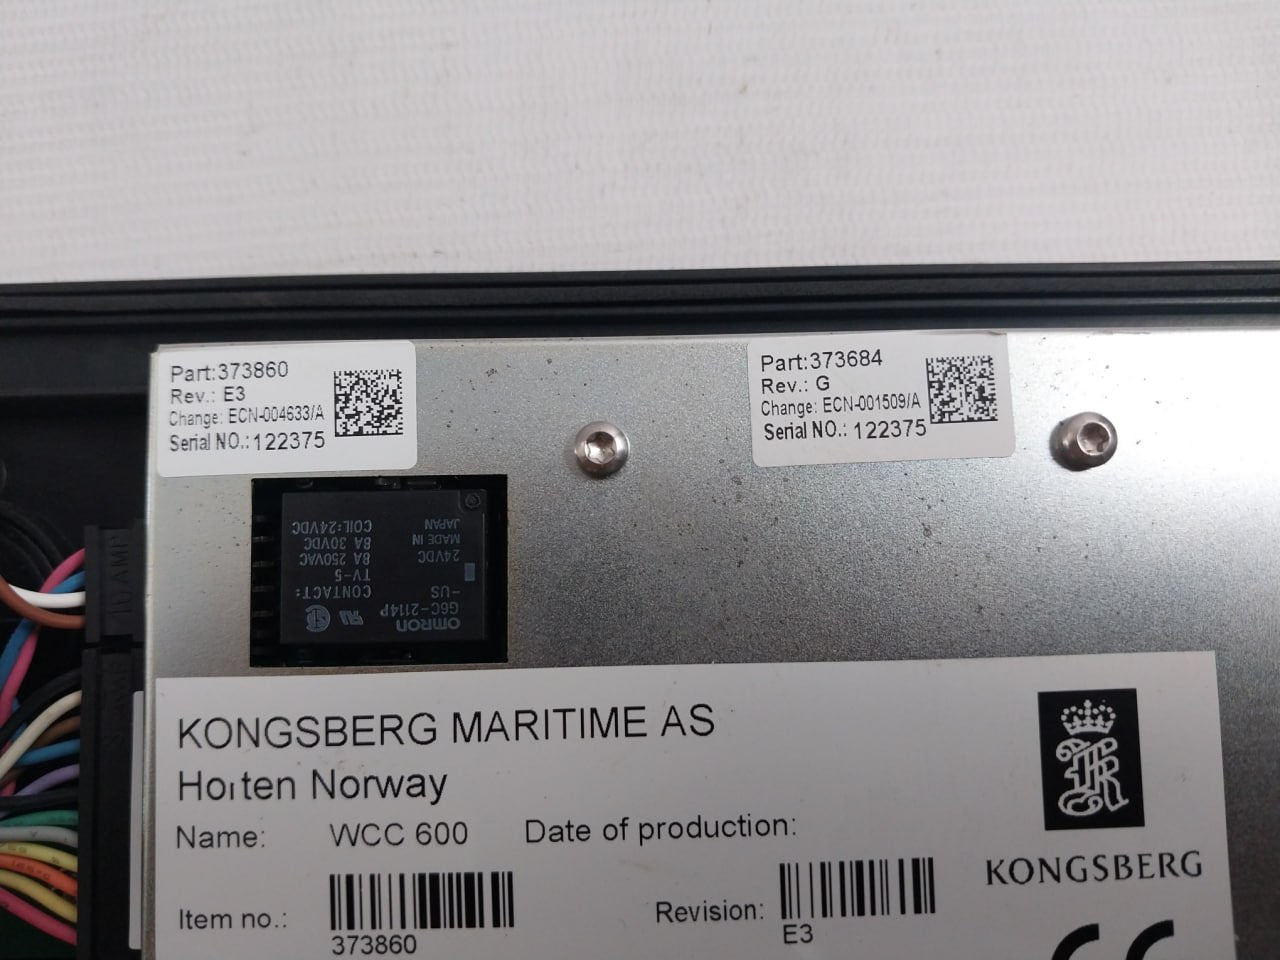 Part:373860
Rev.: E3
Change: ECN-004633/A
Serial NO.: 122375
Part:373684
Rev.: G
Change: ECN-001509/A
Serial NO.: 122375
OMRON
G6C-2114P
-US
24VDC
MADE IN
JAPAN
CONTACT:
TV-5
8A 250VAC
8A 30VDC
COIL:24VDC
AMP
KONGSBERG MARITIME AS
Horten Norway
Name: WCC 600 Date of production:
Item no.: 373860
Revision: E3
KONGSBERG
CE